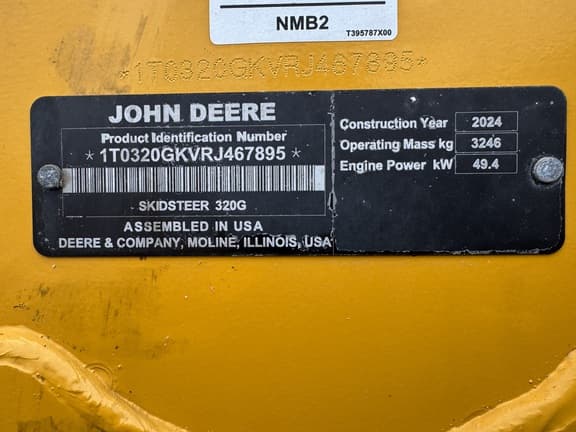 NMB2
T395787X00
*1T0320GKVRJ467895*
JOHN DEERE
Product Identification Number
*1T0320GKVRJ467895*
SKIDSTEER 320G
ASSEMBLED IN USA
DEERE & COMPANY, MOLINE, ILLINOIS, USA
Construction Year 2024
Operating Mass kg 3246
Engine Power kW 49.4